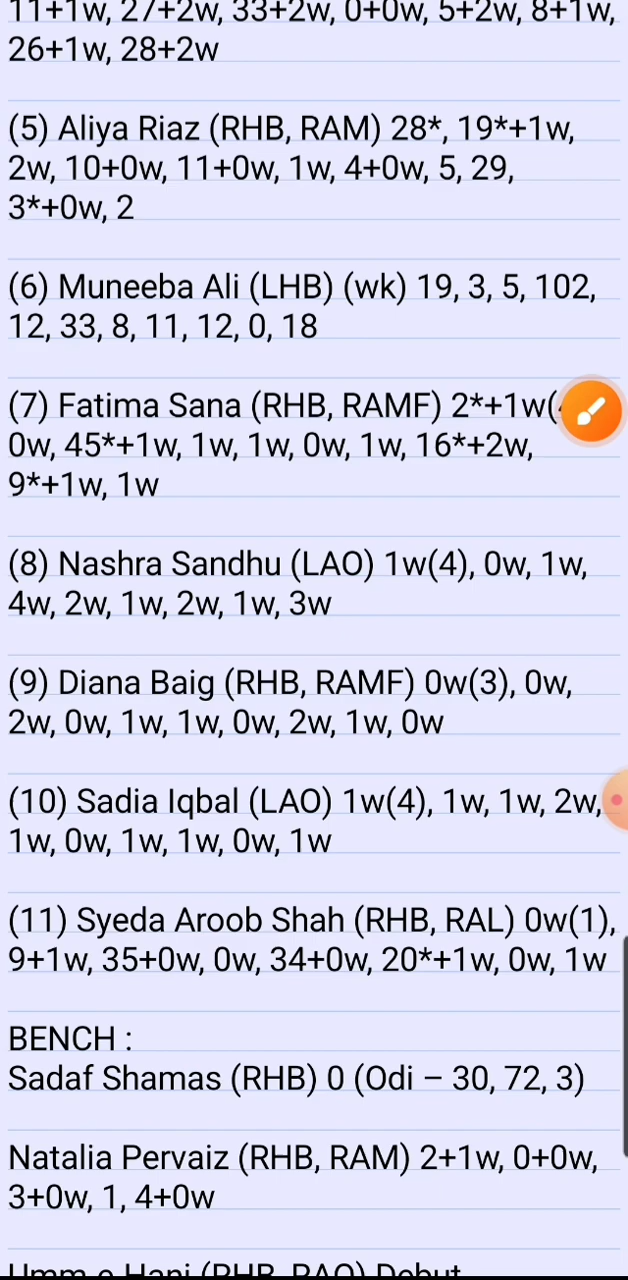 11+1w, 27+2w, 33+2w, 0+0w, 5+2w, 8+1w,
26+1w, 28+2w
(5) Aliya Riaz (RHB, RAM) 28*, 19*+1w,
2w, 10+0w, 11+0w, 1w, 4+0w, 5, 29,
3*+0w, 2
(6) Muneeba Ali (LHB) (wk) 19, 3, 5, 102,
12, 33, 8, 11, 12, 0, 18
(7) Fatima Sana (RHB, RAMF) 2*+1w(
0w, 45*+1w, 1w, 1w, 0w, 1w, 16*+2w,
9*+1w, 1w
(8) Nashra Sandhu (LAO) 1w(4), 0w, 1w,
4w, 2w, 1w, 2w, 1w, 3w
(9) Diana Baig (RHB, RAMF) 0w(3), 0w,
2w, 0w, 1w, 1w, 0w, 2w, 1w, 0w
(10) Sadia Iqbal (LAO) 1w(4), 1w, 1w, 2w,
1w, 0w, 1w, 1w, 0w, 1w
(11) Syeda Aroob Shah (RHB, RAL) 0w(1),
9+1w, 35+0w, 0w, 34+0w, 20*+1w, 0w, 1w
BENCH :
Sadaf Shamas (RHB) 0 (Odi – 30, 72, 3)
Natalia Pervaiz (RHB, RAM) 2+1w, 0+0w,
3+0w, 1, 4+0w
Umm e Hani (RHB, RAO) Debut